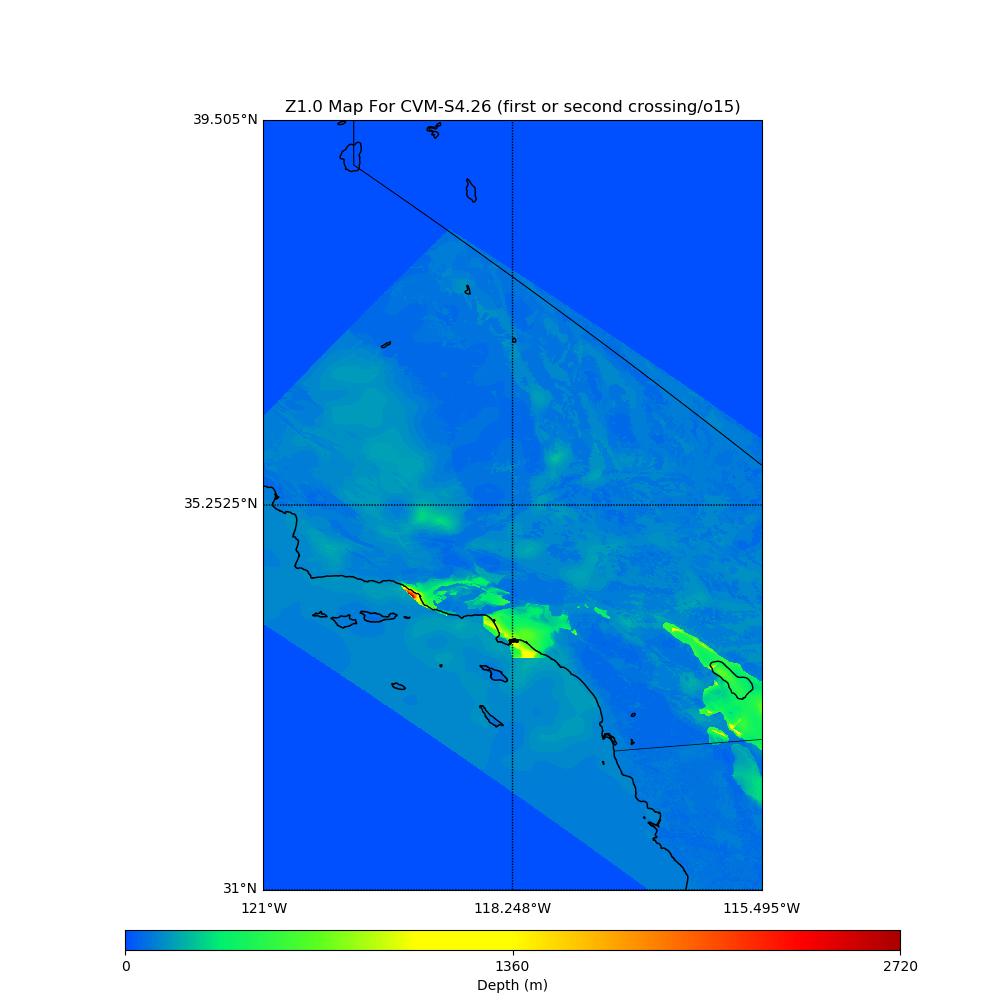 Z1.0 Map For CVM-S4.26 (first or second crossing/o15)
39.505°N
35.2525°N
31°N
121°W 118.248°W 115.495°W
0 1360 2720
Depth (m)